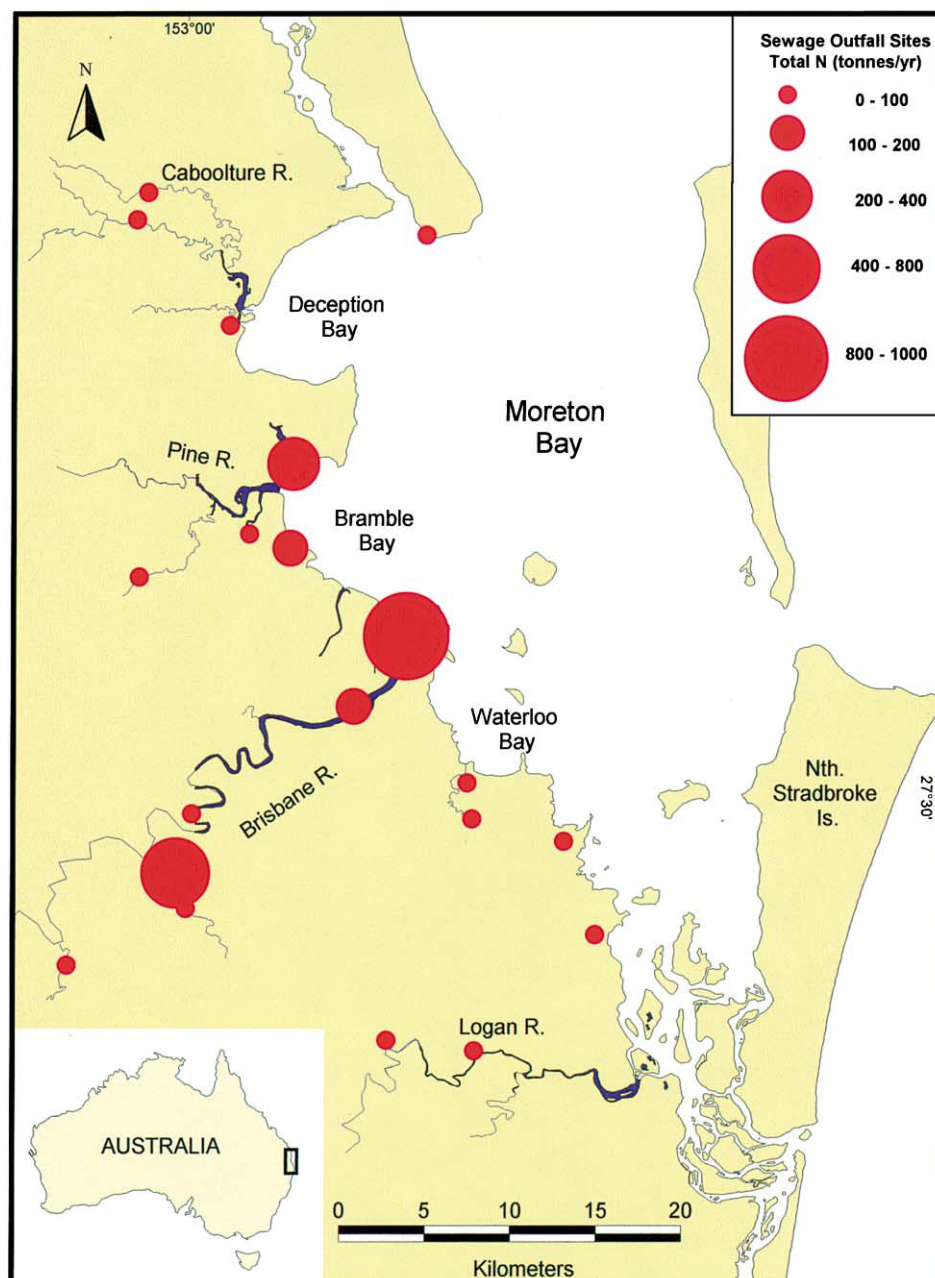 153°00'
N
Sewage Outfall Sites
Total N (tonnes/yr)
0 - 100
100 - 200
200 - 400
400 - 800
800 - 1000
Caboolture R.
Deception
Bay
Moreton
Bay
Pine R.
Bramble
Bay
Waterloo
Bay
Brisbane R.
Nth.
Stradbroke
Is.
27°30'
Logan R.
AUSTRALIA
0 5 10 15 20
Kilometers